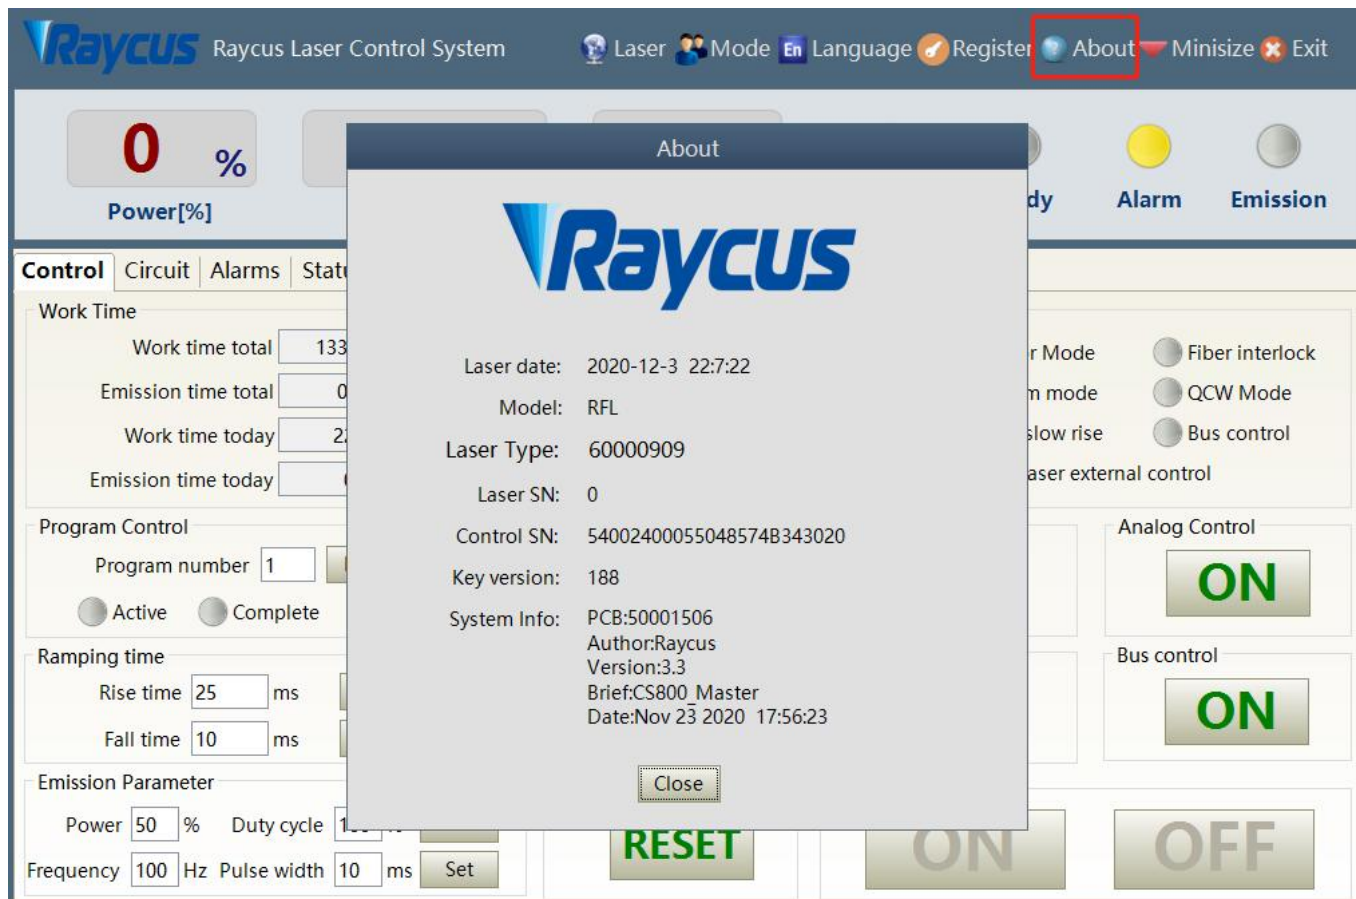 Raycus Raycus Laser Control System Laser Mode En Language Register About Minisize Exit
0 %
Power[%]
Alarm Emission
About
Raycus
Laser date: 2020-12-3 22:7:22
Model: RFL
Laser Type: 60000909
Laser SN: 0
Control SN: 54002400055048574B343020
Key version: 188
System Info: PCB:50001506
Author:Raycus
Version:3.3
Brief:CS800_Master
Date:Nov 23 2020 17:56:23
Close
Control Circuit Alarms
Work Time
Work time total 133
Emission time total 0
Work time today
Emission time today
Mode Fiber interlock
mode QCW Mode
slow rise Bus control
external control
Program Control
Program number 1
Active Complete
Analog Control
ON
Ramping time
Rise time 25 ms
Fall time 10 ms
Bus control
ON
Emission Parameter
Power 50 % Duty cycle
Frequency 100 Hz Pulse width 10 ms Set
RESET
ON OFF